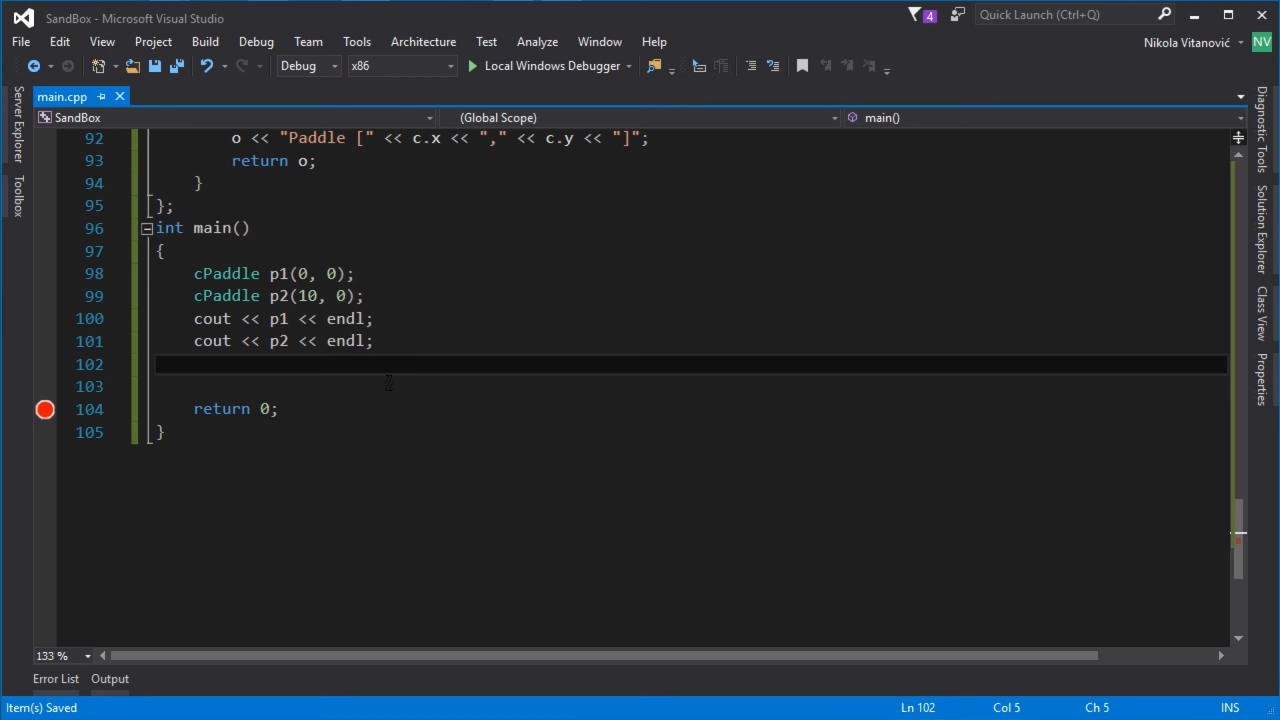 SandBox - Microsoft Visual Studio
4
Quick Launch (Ctrl+Q)
File Edit View Project Build Debug Team Tools Architecture Test Analyze Window Help
Nikola Vitanović NV
Debug x86 Local Windows Debugger
main.cpp
SandBox (Global Scope) main()
Server Explorer
Toolbox
92 o << "Paddle [" << c.x << "," << c.y << "]";
93 return o;
94 }
95 };
96 int main()
97 {
98 cPaddle p1(0, 0);
99 cPaddle p2(10, 0);
100 cout << p1 << endl;
101 cout << p2 << endl;
102
103
104 return 0;
105 }
Diagnostic Tools
Solution Explorer
Class View
Properties
133 %
Error List Output
Item(s) Saved Ln 102 Col 5 Ch 5 INS